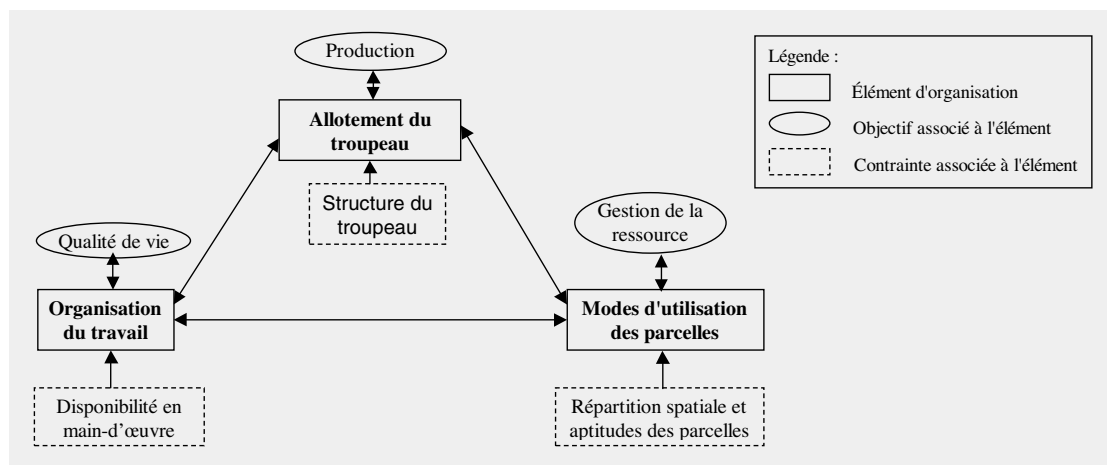 Production
Allotement du
troupeau
Structure du
troupeau
Légende :
Élément d'organisation
Objectif associé à l'élément
Contrainte associée à l'élément
Qualité de vie
Organisation
du travail
Disponibilité en
main-d’œuvre
Gestion de la
ressource
Modes d'utilisation
des parcelles
Répartition spatiale et
aptitudes des parcelles